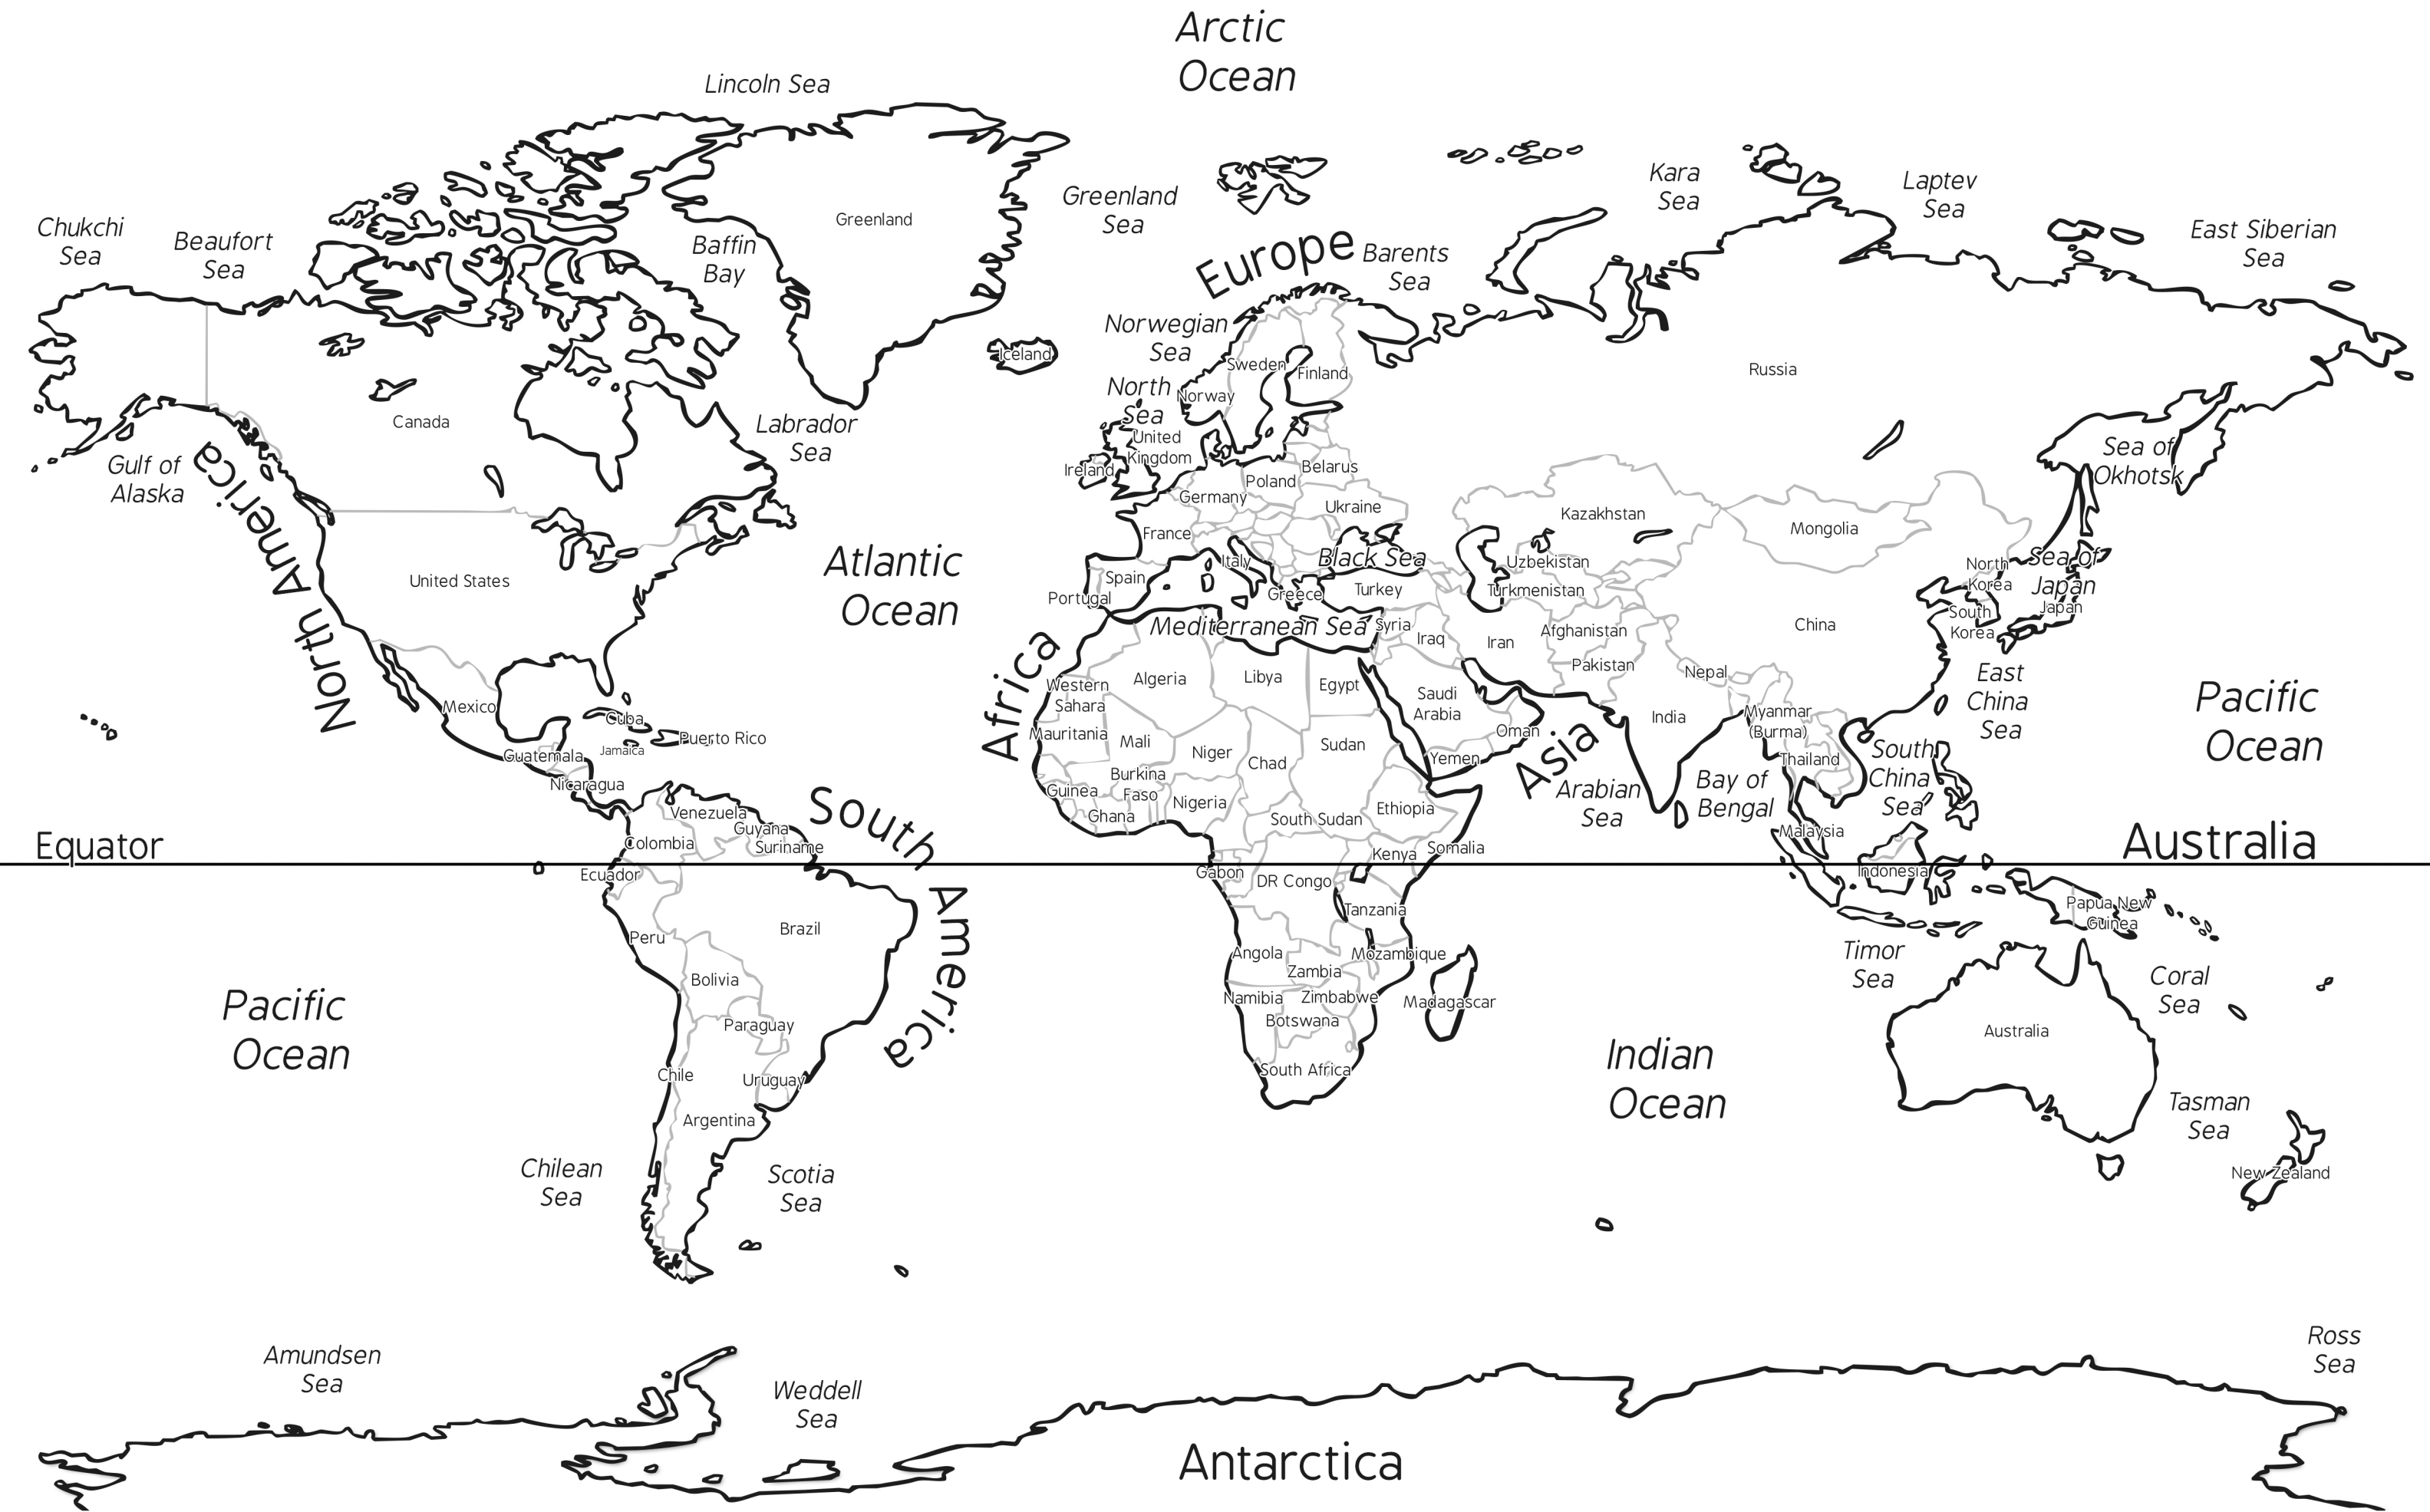 Arctic
Ocean
Lincoln Sea
Greenland
Sea
Kara
Sea
Laptev
Sea
East Siberian
Sea
Chukchi
Sea
Beaufort
Sea
Baffin
Bay
Greenland
Europe
Barents
Sea
Norwegian
Sea
Iceland
Sweden
Finland
Norway
Russia
North
Sea
United
Kingdom
Ireland
Canada
Labrador
Sea
Gulf of
Alaska
North America
Belarus
Poland
Germany
Ukraine
France
Kazakhstan
Mongolia
Sea of
Okhotsk
Atlantic
Ocean
United States
Italy
Black Sea
Uzbekistan
Turkmenistan
North
Korea
Sea of
Japan
Japan
South
Korea
Spain
Portugal
Greece
Turkey
Mediterranean Sea
Syria
Iraq
Iran
Afghanistan
Pakistan
China
Nepal
East
China
Sea
Pacific
Ocean
Africa
Algeria
Libya
Egypt
Western
Sahara
Saudi
Arabia
India
Myanmar
(Burma)
Mexico
Cuba
Jamaica
Puerto Rico
Guatemala
Nicaragua
Mauritania
Mali
Niger
Chad
Sudan
Oman
Yemen
Asia
Arabian
Sea
Bay of
Bengal
Thailand
South
China
Sea
Burkina
Faso
Guinea
Nigeria
Ghana
South Sudan
Ethiopia
Somalia
Malaysia
Venezuela
Guyana
Suriname
Colombia
South America
Equator
Australia
Ecuador
Gabon
DR Congo
Kenya
Indonesia
Tanzania
Papua New
Guinea
Peru
Brazil
Angola
Zambia
Mozambique
Timor
Sea
Coral
Sea
Bolivia
Namibia
Zimbabwe
Madagascar
Botswana
Pacific
Ocean
Paraguay
Australia
Indian
Ocean
Chile
Uruguay
South Africa
Argentina
Tasman
Sea
Chilean
Sea
Scotia
Sea
New Zealand
Amundsen
Sea
Weddell
Sea
Ross
Sea
Antarctica